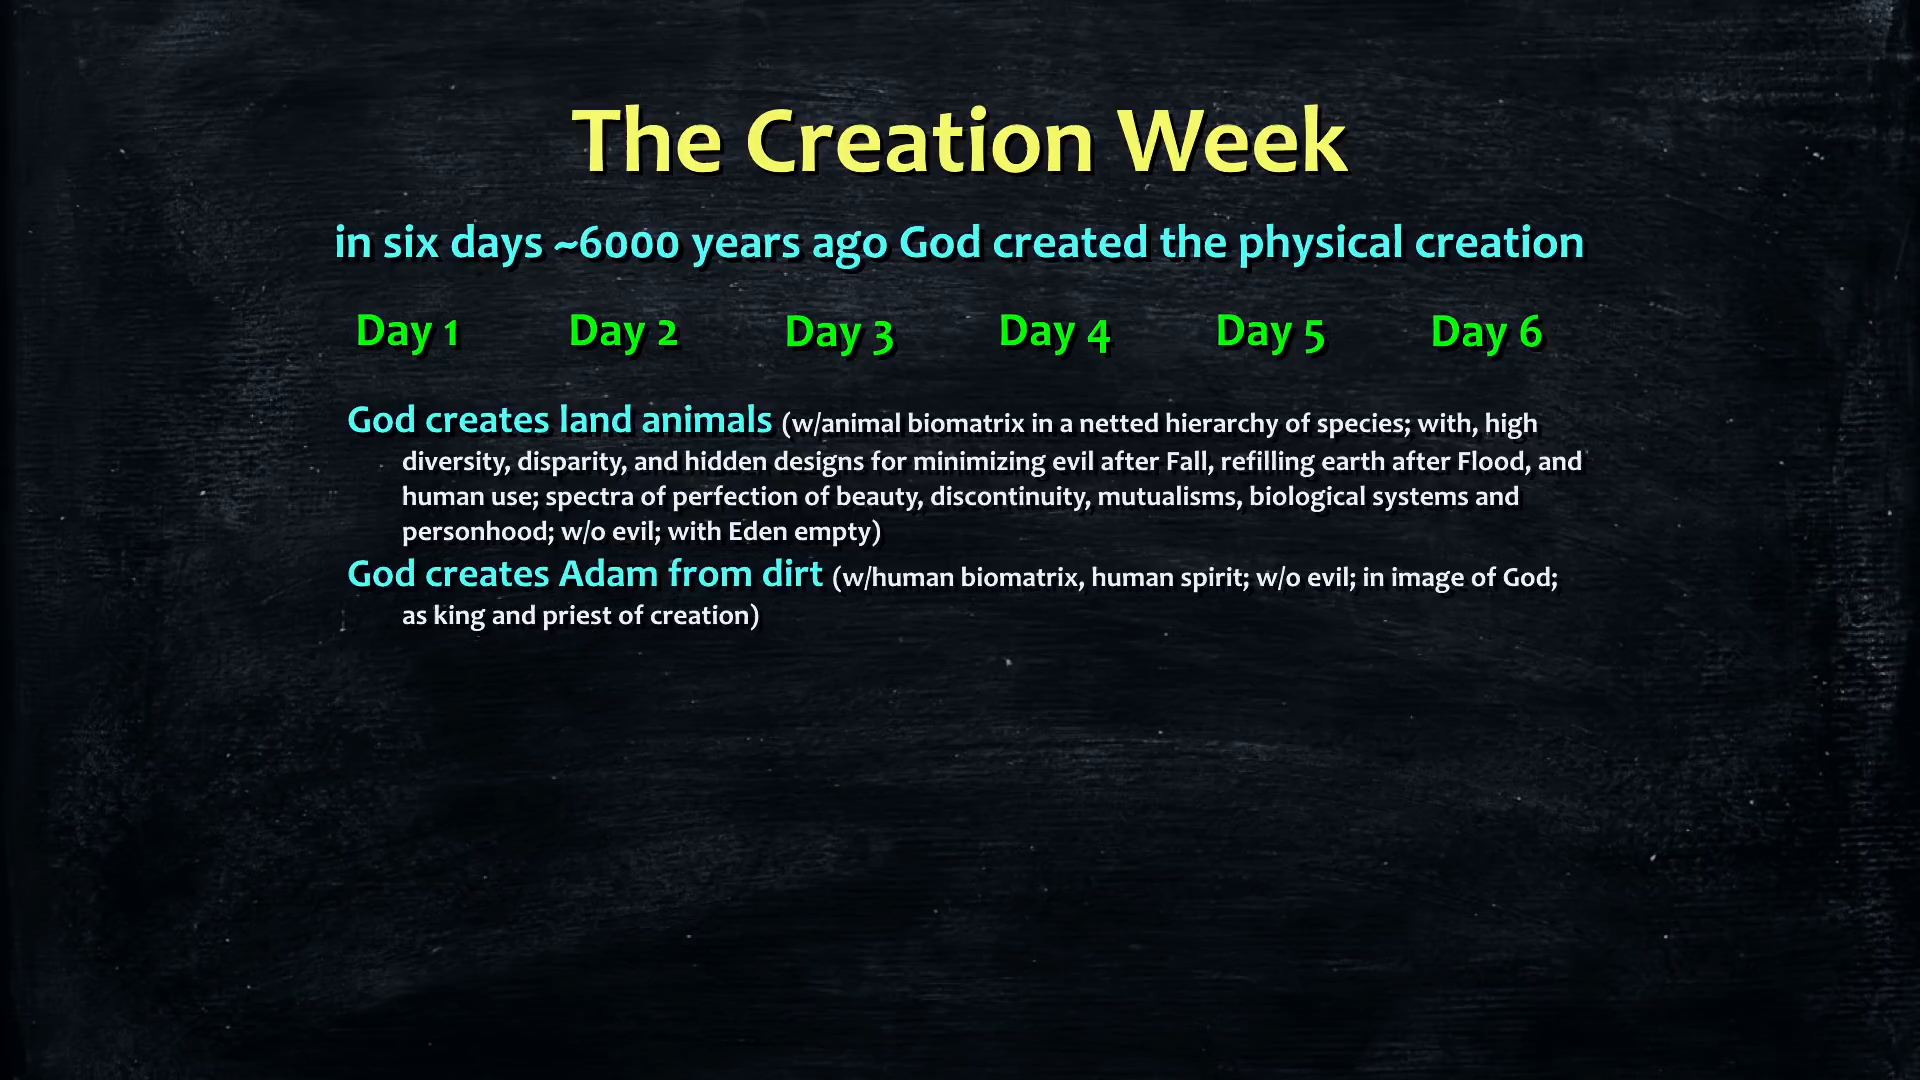 The Creation Week
in six days ~6000 years ago God created the physical creation
Day 1 Day 2 Day 3 Day 4 Day 5 Day 6
God creates land animals (w/animal biomatrix in a netted hierarchy of species; with, high
diversity, disparity, and hidden designs for minimizing evil after Fall, refilling earth after Flood, and
human use; spectra of perfection of beauty, discontinuity, mutualisms, biological systems and
personhood; w/o evil; with Eden empty)
God creates Adam from dirt (w/human biomatrix, human spirit; w/o evil; in image of God;
as king and priest of creation)